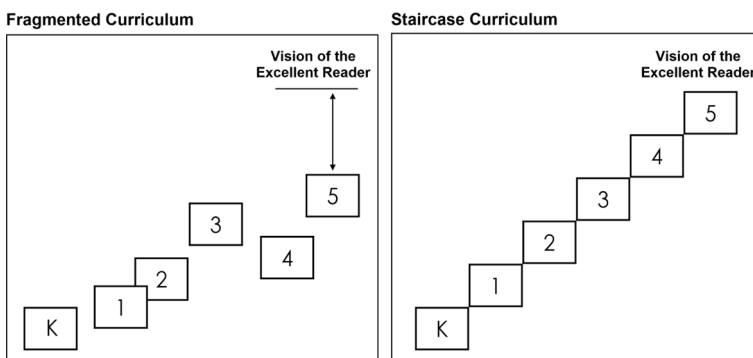 Fragmented Curriculum
Vision of the
Excellent Reader
5
3
4
2
1
K
Staircase Curriculum
Vision of the
Excellent Reader
5
4
3
2
1
K